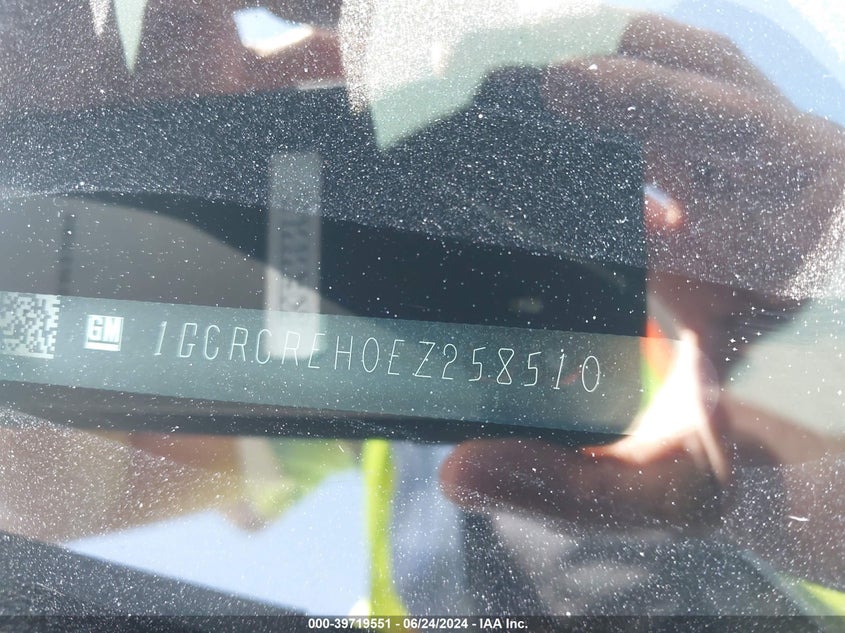 GM 1GCRCREH0EZ258510
000-39719551 - 06/24/2024 - IAA Inc.